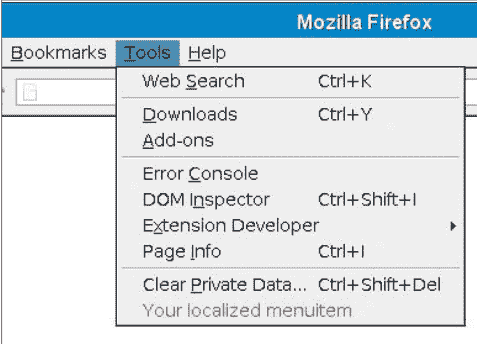 Mozilla Firefox
Bookmarks Tools Help
Web Search Ctrl+K
Downloads Ctrl+Y
Add-ons
Error Console
DOM Inspector Ctrl+Shift+I
Extension Developer
Page Info Ctrl+I
Clear Private Data... Ctrl+Shift+Del
Your localized menuitem